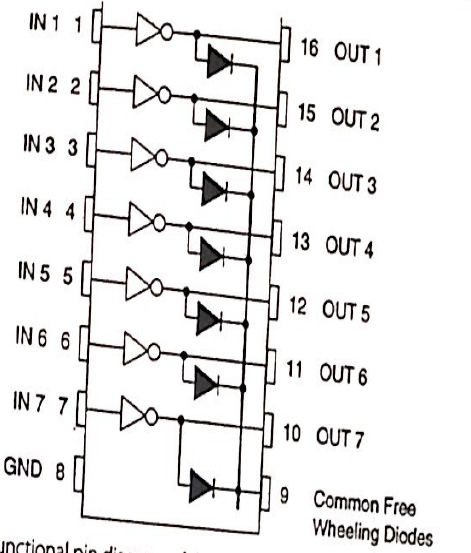 IN 1 1
16 OUT 1
IN 2 2
15 OUT 2
IN 3 3
14 OUT 3
IN 4 4
13 OUT 4
IN 5 5
12 OUT 5
IN 6 6
11 OUT 6
IN 7 7
10 OUT 7
GND 8
9 Common Free
Wheeling Diodes
pin